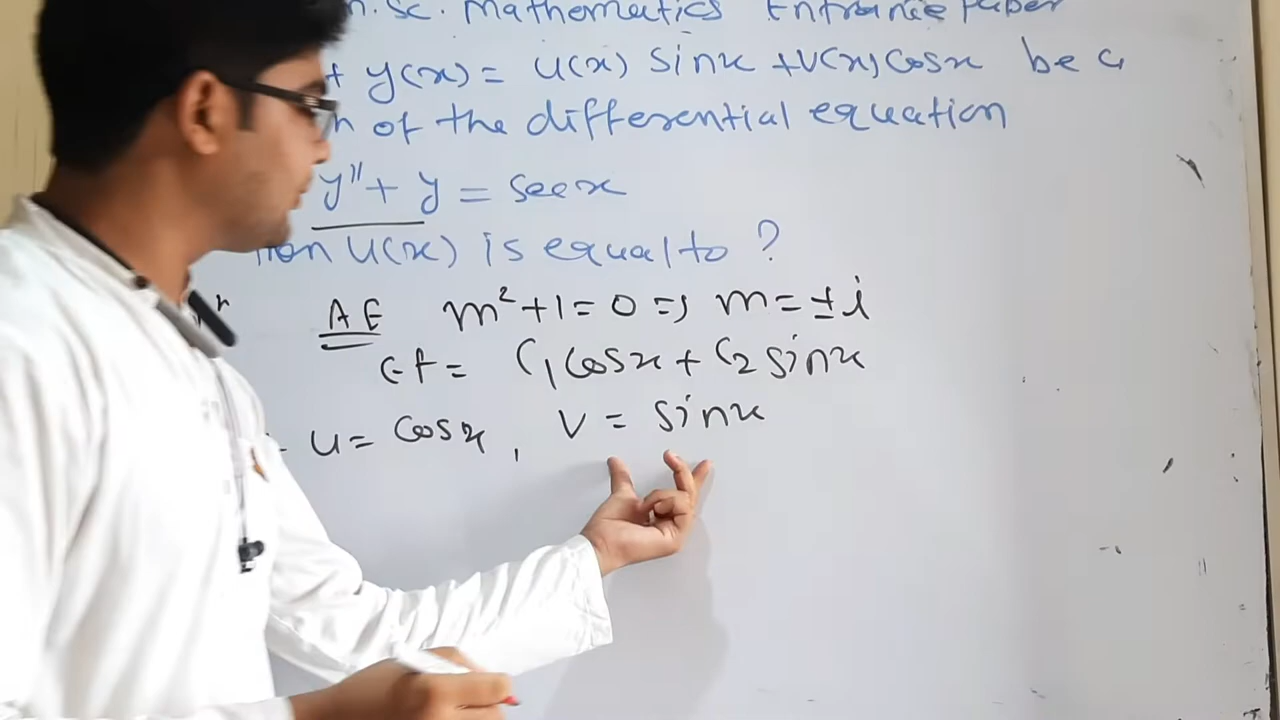 . Sc. Mathematics Entrance Paper
y(x) = u(x) sinx + v(x) cosx be a
of the differential equation
y'' + y = secx
u(x) is equal to ?
AE m² + 1 = 0 => m = ±i
C.F = C₁ cosx + C₂ sinx
u = cosx , v = sinx